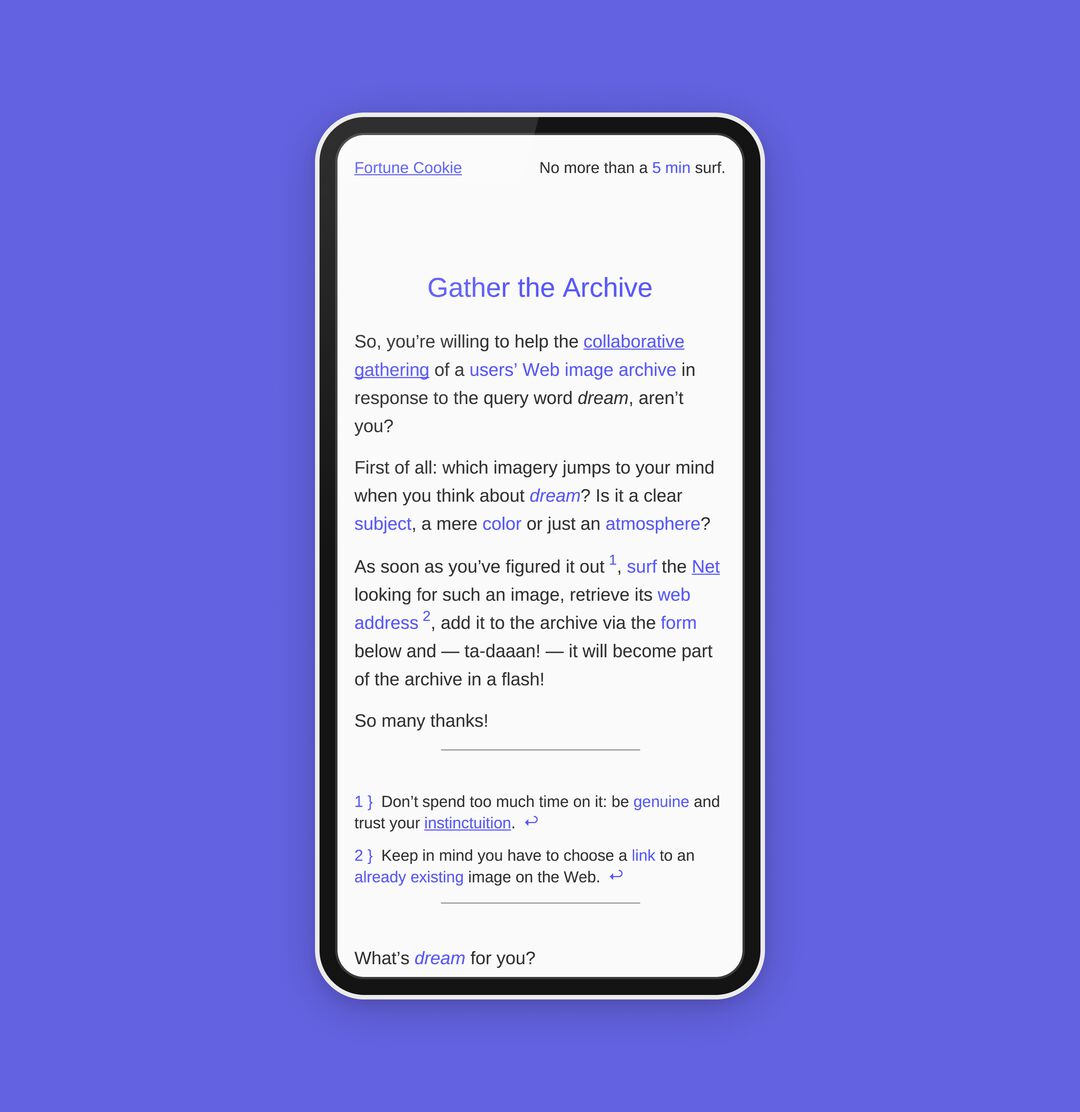 Fortune Cookie
No more than a 5 min surf.
Gather the Archive
So, you’re willing to help the collaborative
gathering of a users’ Web image archive in
response to the query word dream, aren’t
you?
First of all: which imagery jumps to your mind
when you think about dream? Is it a clear
subject, a mere color or just an atmosphere?
As soon as you’ve figured it out 1, surf the Net
looking for such an image, retrieve its web
address 2, add it to the archive via the form
below and — ta-daaan! — it will become part
of the archive in a flash!
So many thanks!
1 } Don’t spend too much time on it: be genuine and
trust your instinctuition. ↩
2 } Keep in mind you have to choose a link to an
already existing image on the Web. ↩
What’s dream for you?